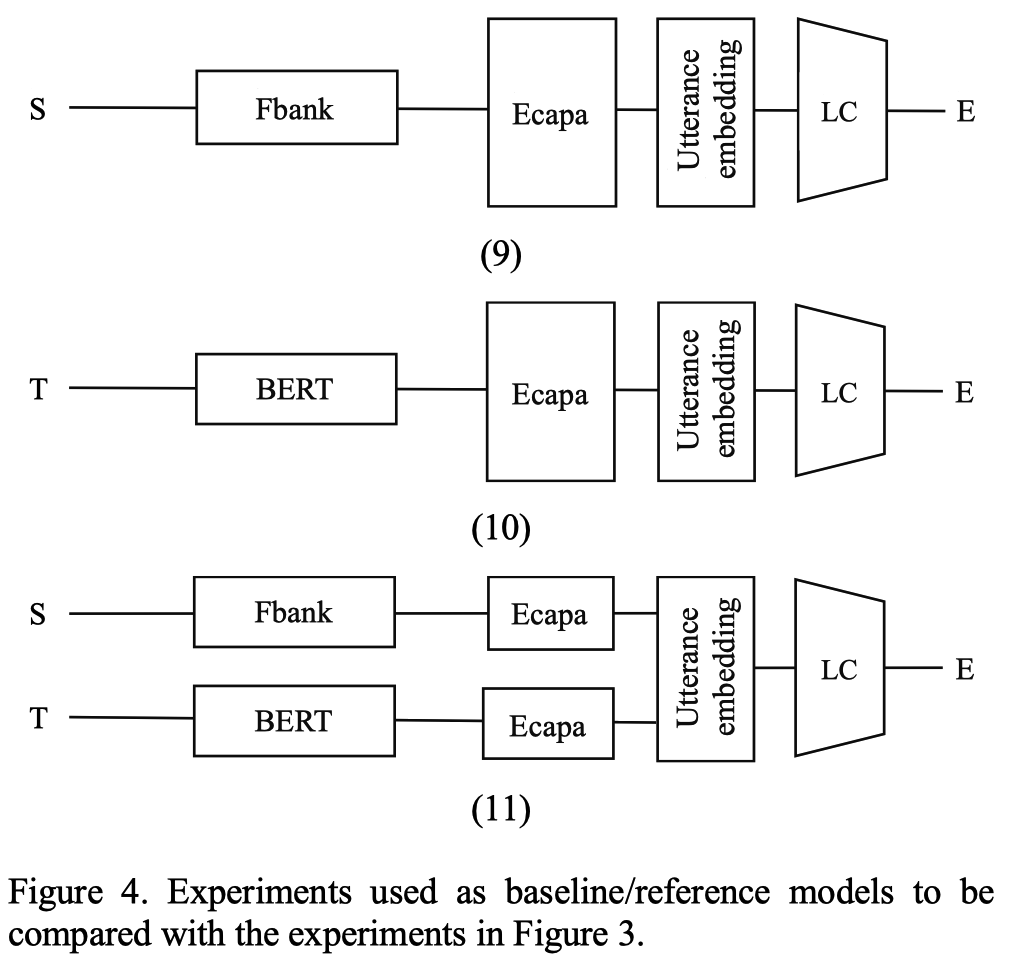 S Fbank Ecapa Utterance embedding LC E
(9)
T BERT Ecapa Utterance embedding LC E
(10)
S Fbank Ecapa Utterance embedding LC E
T BERT Ecapa
(11)
Figure 4. Experiments used as baseline/reference models to be
compared with the experiments in Figure 3.